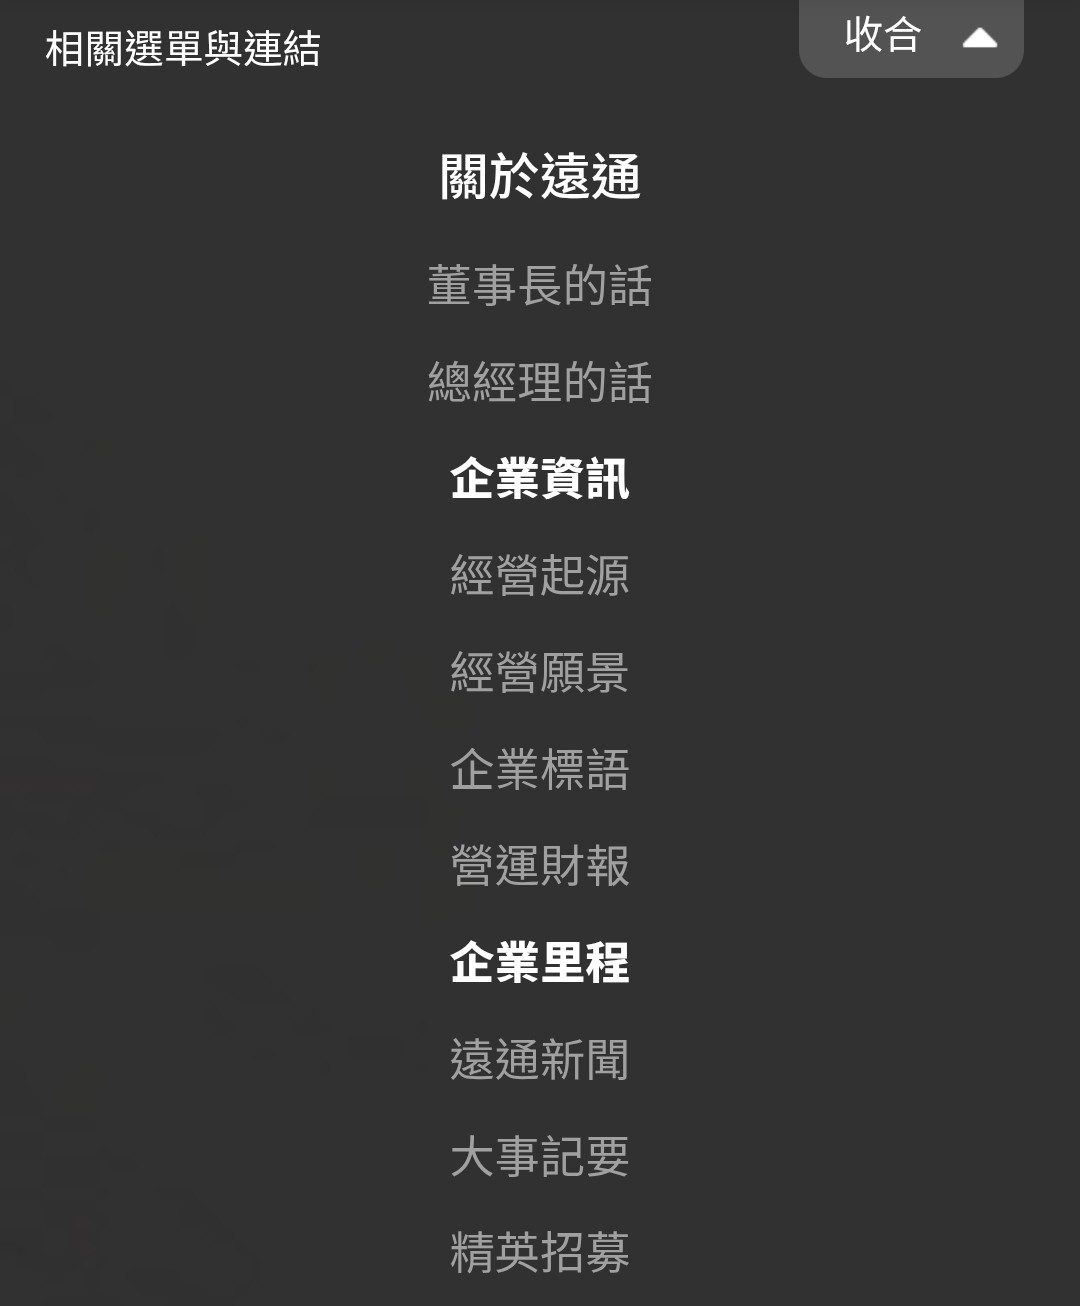 相關選單與連結
收合
關於遠通
董事長的話
總經理的話
企業資訊
經營起源
經營願景
企業標語
營運財報
企業里程
遠通新聞
大事記要
精英招募